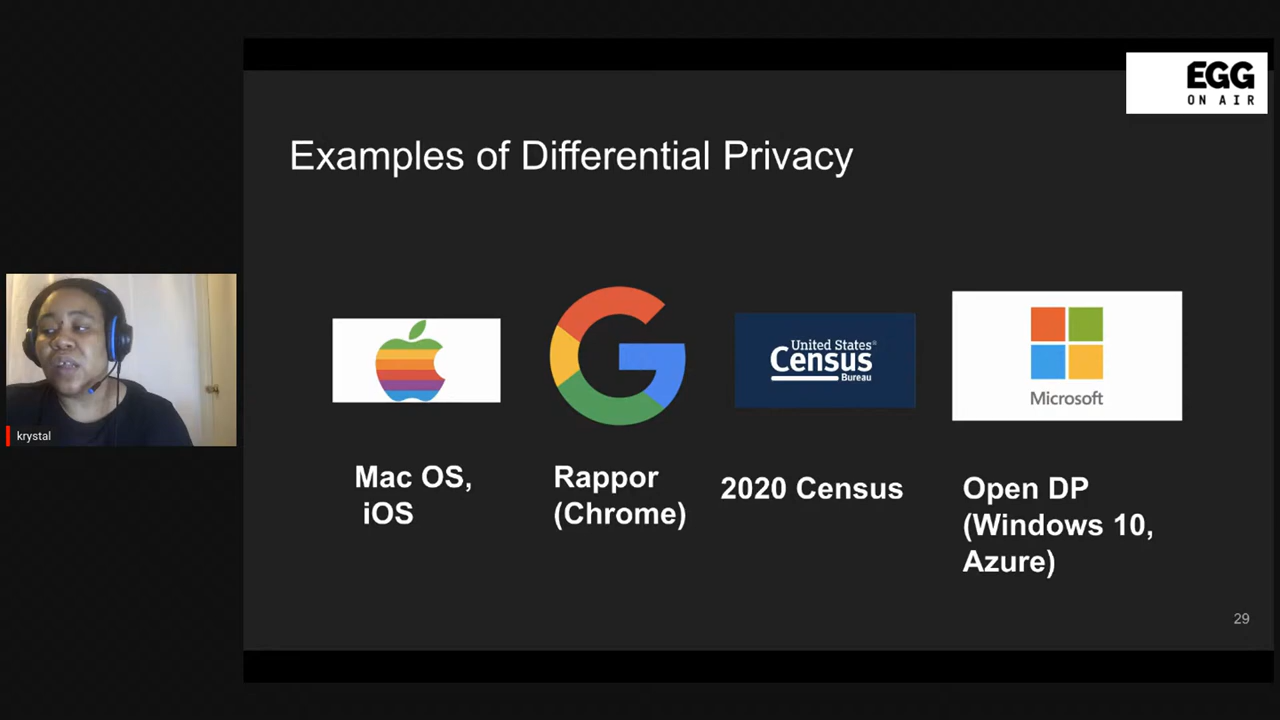 EGG
ON AIR
Examples of Differential Privacy
United States®
Census
Bureau
Microsoft
Mac OS,
iOS
Rappor
(Chrome)
2020 Census
Open DP
(Windows 10,
Azure)
krystal
29